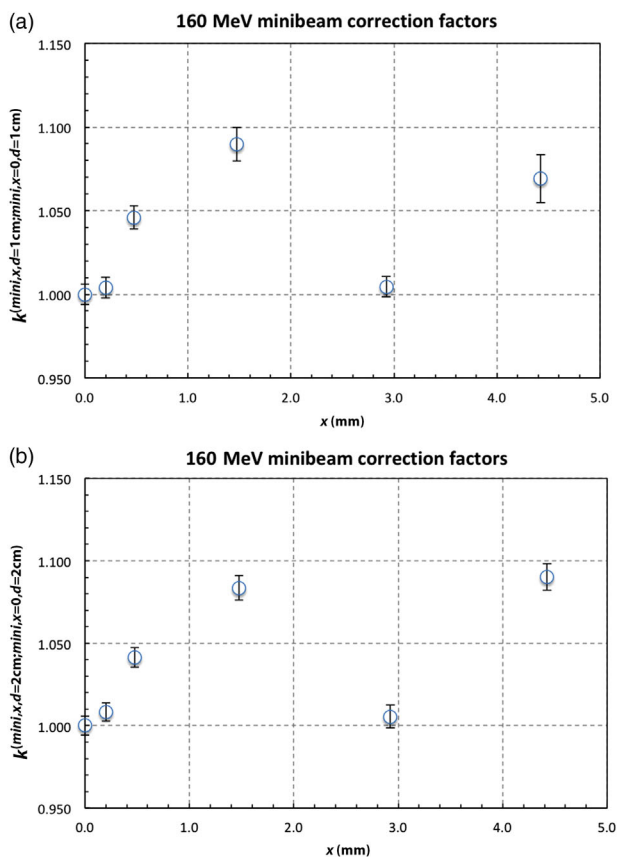 (a)
160 MeV minibeam correction factors
k(mini,x,d=1cm;mini,x=0,d=1cm)
1.150
1.100
1.050
1.000
0.950
0.0 1.0 2.0 3.0 4.0 5.0
x (mm)
(b)
160 MeV minibeam correction factors
k(mini,x,d=2cm;mini,x=0,d=2cm)
1.150
1.100
1.050
1.000
0.950
0.0 1.0 2.0 3.0 4.0 5.0
x (mm)